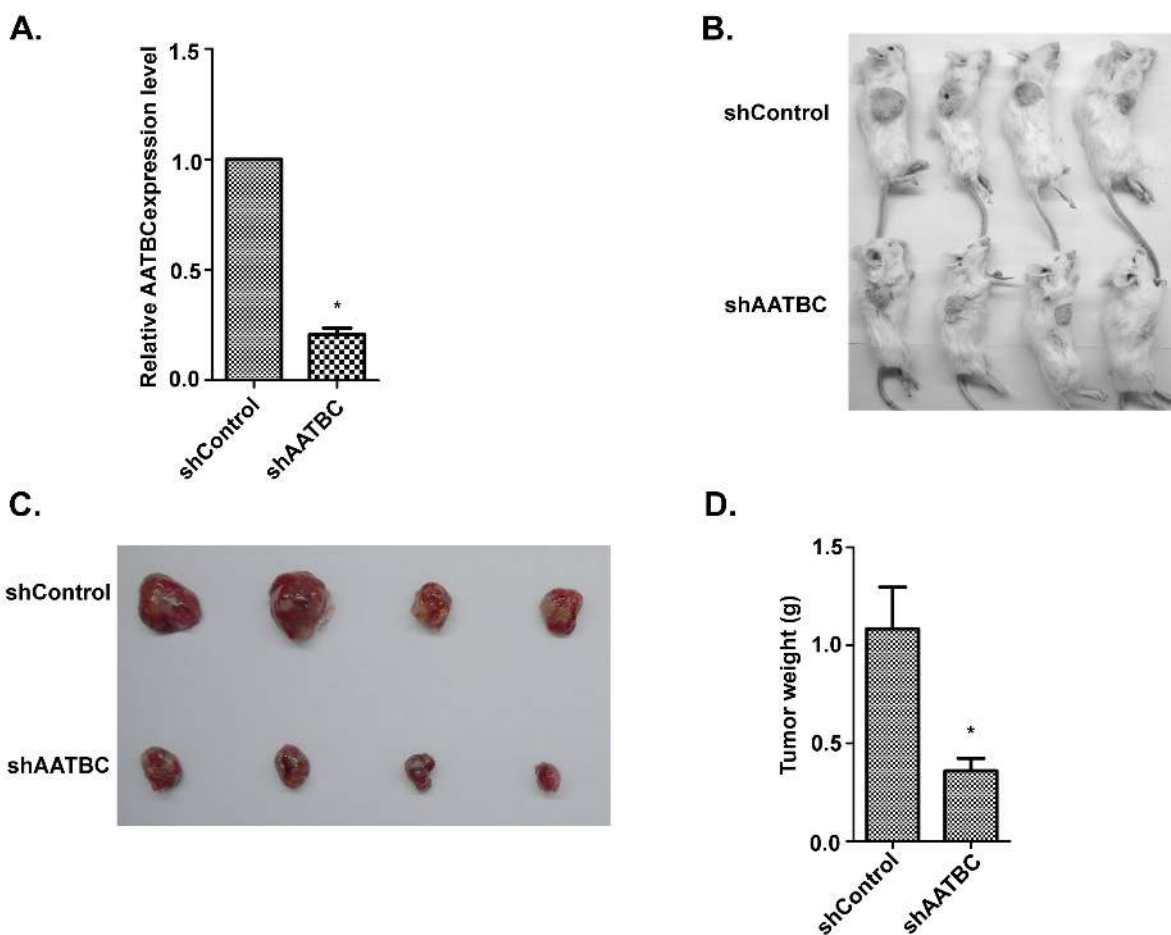 A.
Relative AATBCexpression level
1.5
1.0
0.5
0.0
*
shControl
shAATBC
B.
shControl
shAATBC
C.
shControl
shAATBC
D.
Tumor weight (g)
1.5
1.0
0.5
0.0
*
shControl
shAATBC